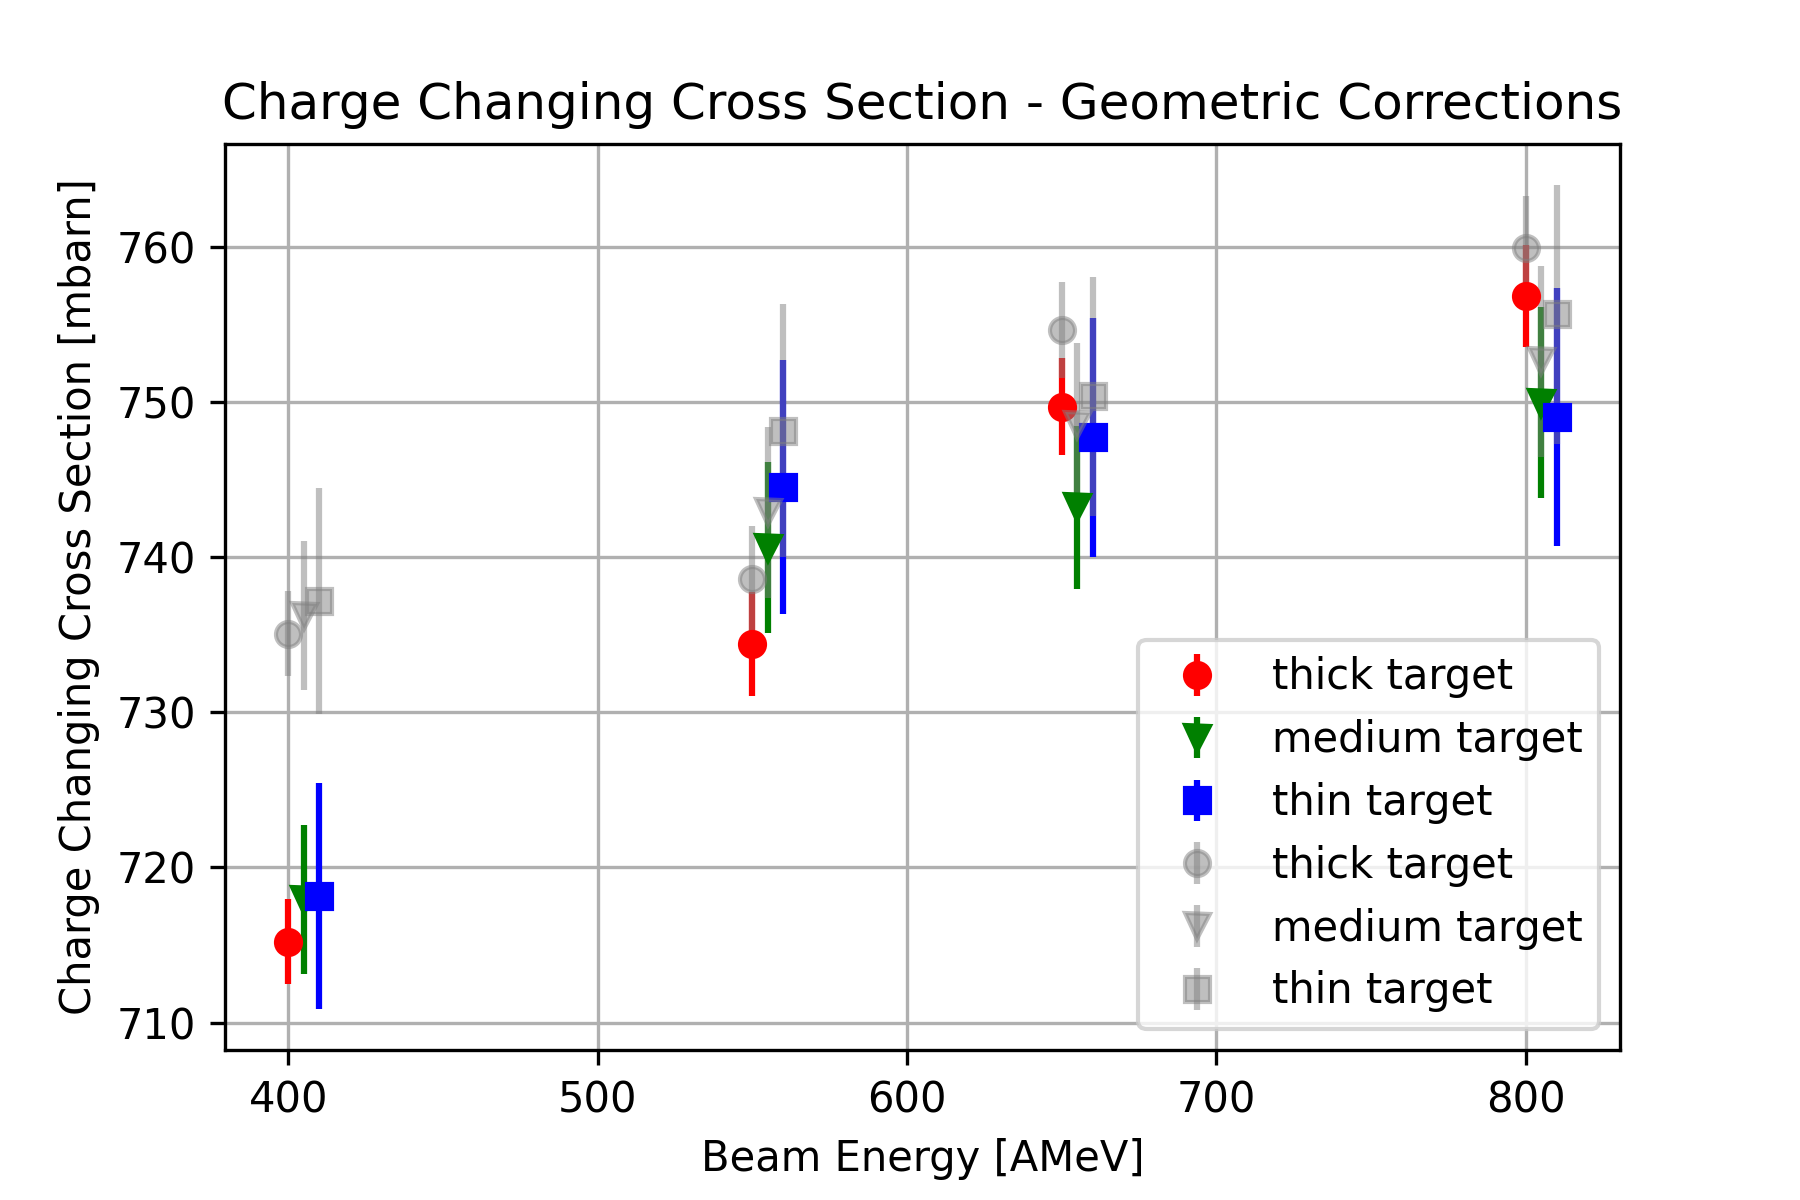 Charge Changing Cross Section - Geometric Corrections
Charge Changing Cross Section [mbarn]
760
750
740
730
720
710
thick target
medium target
thin target
thick target
medium target
thin target
400 500 600 700 800
Beam Energy [AMeV]